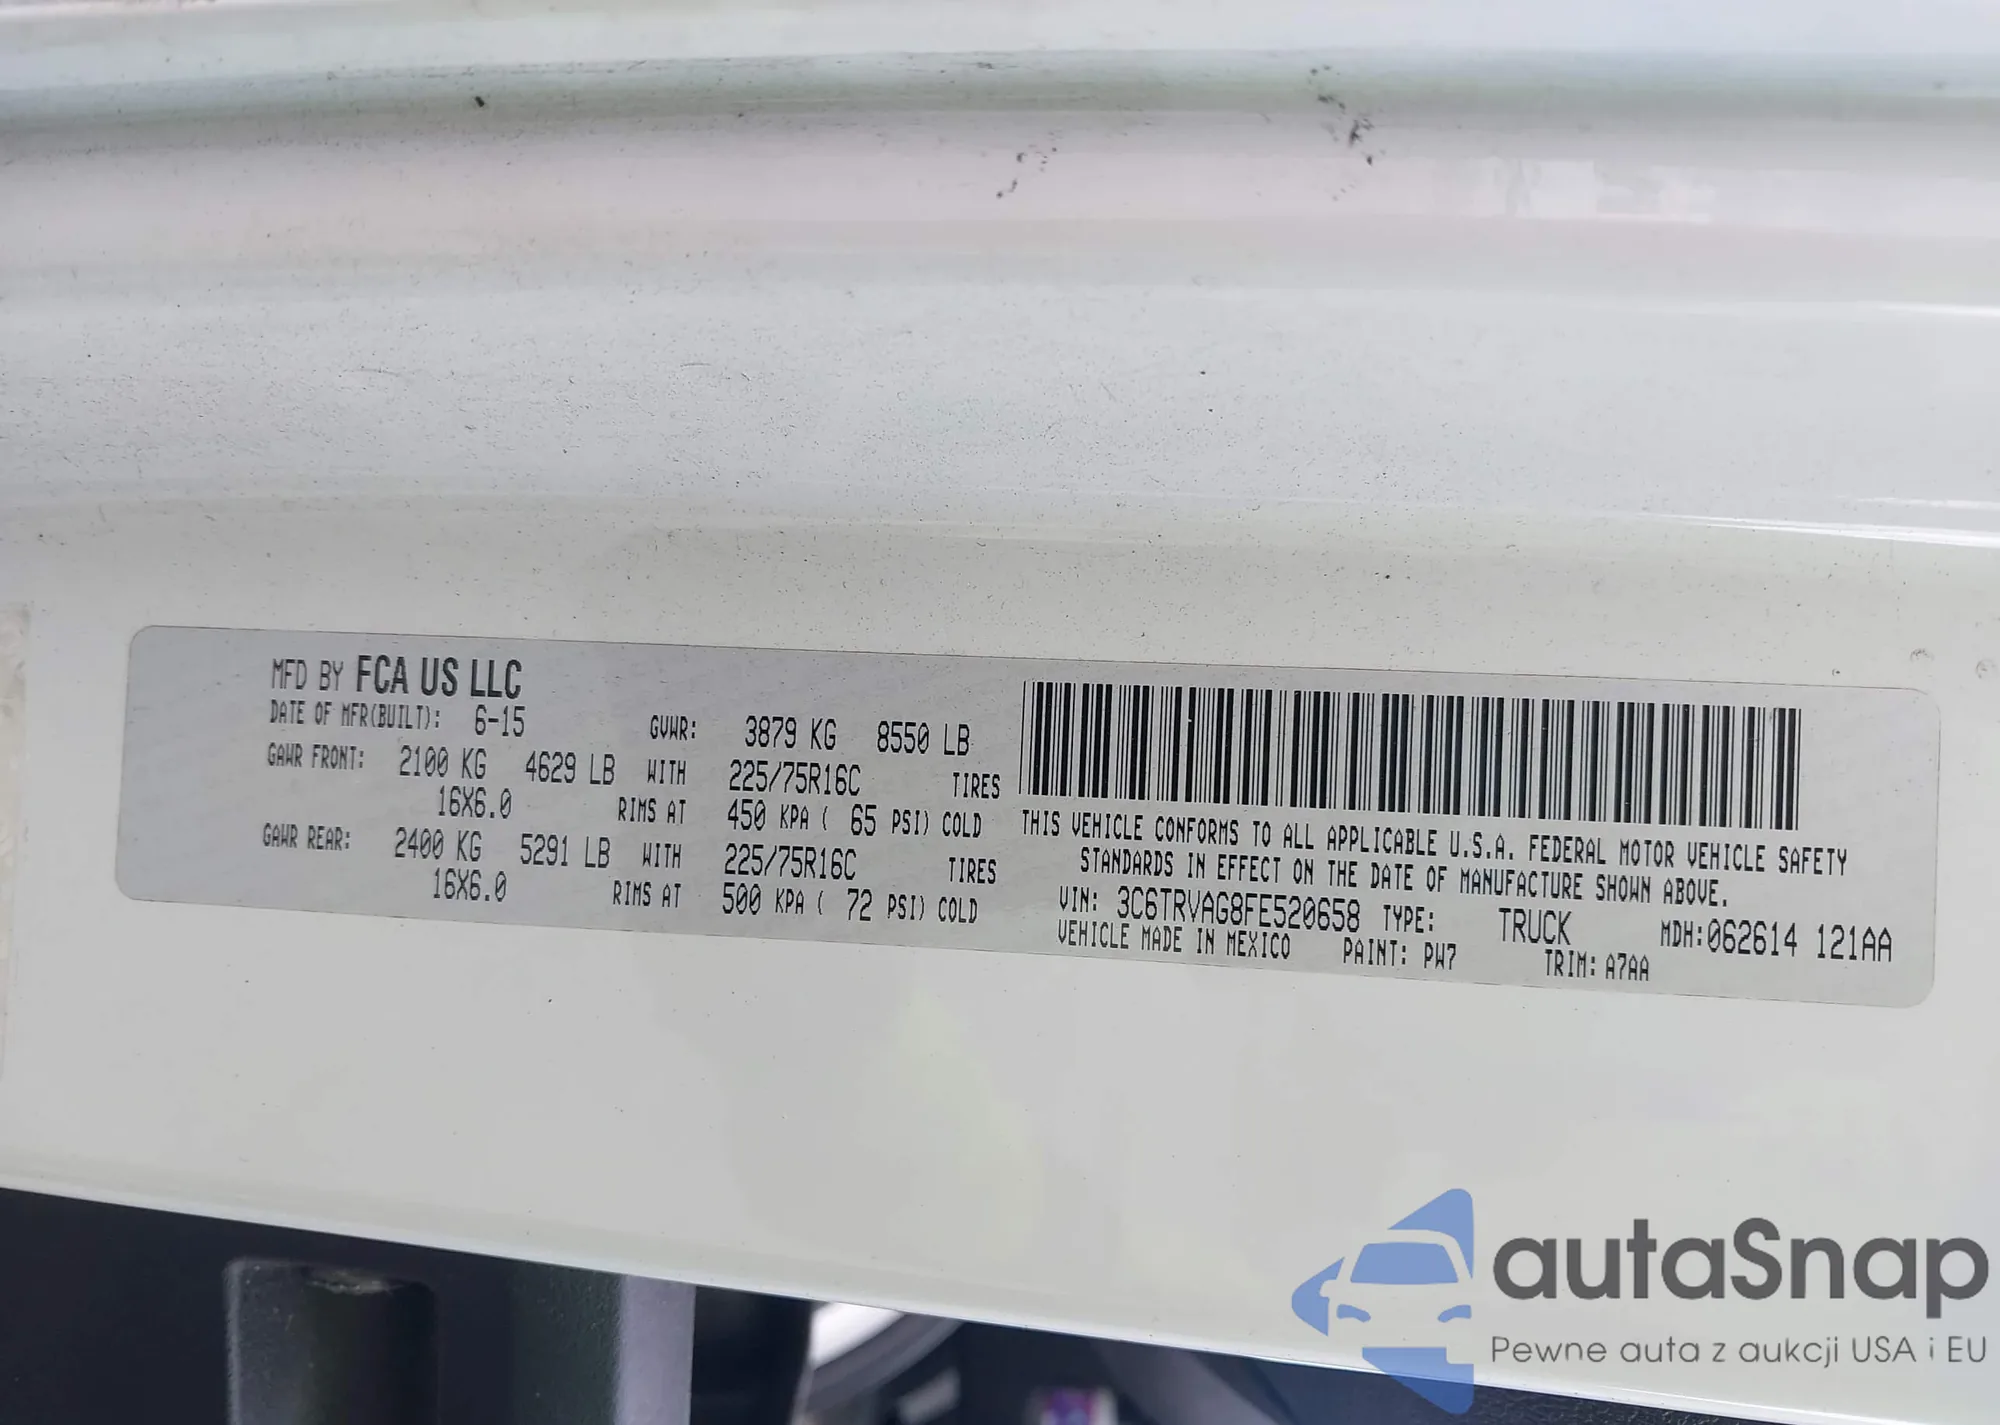 MFD BY FCA US LLC
DATE OF MFR(BUILT): 6-15 GVWR: 3879 KG 8550 LB
GAWR FRONT: 2100 KG 4629 LB WITH 225/75R16C TIRES
16X6.0 RIMS AT 450 KPA ( 65 PSI) COLD
GAWR REAR: 2400 KG 5291 LB WITH 225/75R16C TIRES
16X6.0 RIMS AT 500 KPA ( 72 PSI) COLD
THIS VEHICLE CONFORMS TO ALL APPLICABLE U.S.A. FEDERAL MOTOR VEHICLE SAFETY
STANDARDS IN EFFECT ON THE DATE OF MANUFACTURE SHOWN ABOVE.
VIN: 3C6TRVAG8FE520658 TYPE: TRUCK MDH:062614 121AA
VEHICLE MADE IN MEXICO PAINT: PW7 TRIM: A7AA
autaSnap
Pewne auta z aukcji USA i EU